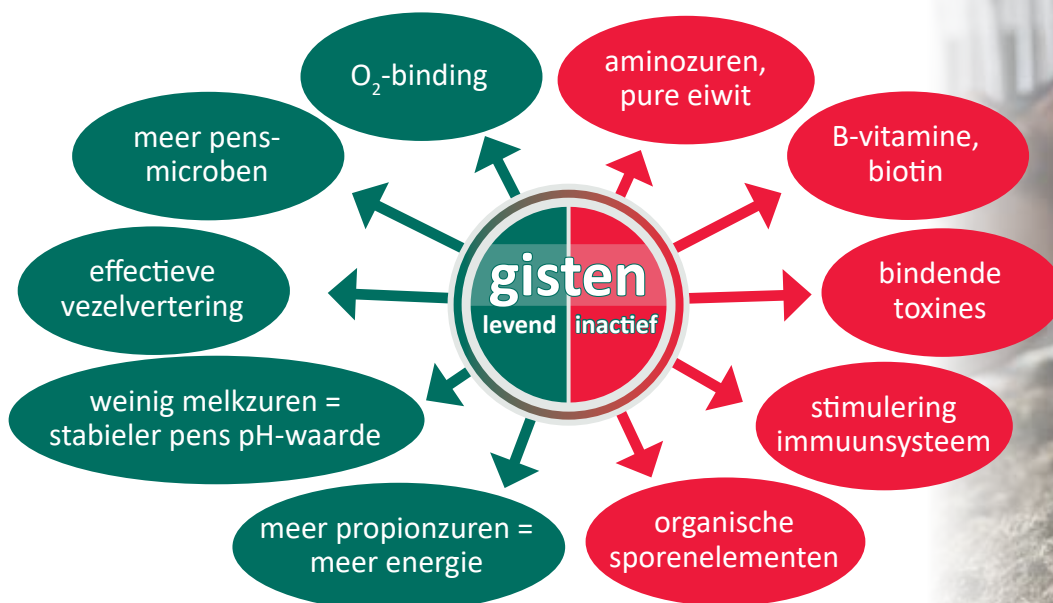 O₂-binding
aminozuren,
pure eiwit
meer pens-
microben
B-vitamine,
biotin
effectieve
vezelvertering
gisten
levend
inactief
bindende
toxines
weinig melkzuren =
stabieler pens pH-waarde
stimulering
immuunsysteem
meer propionzuren =
meer energie
organische
sporenelementen